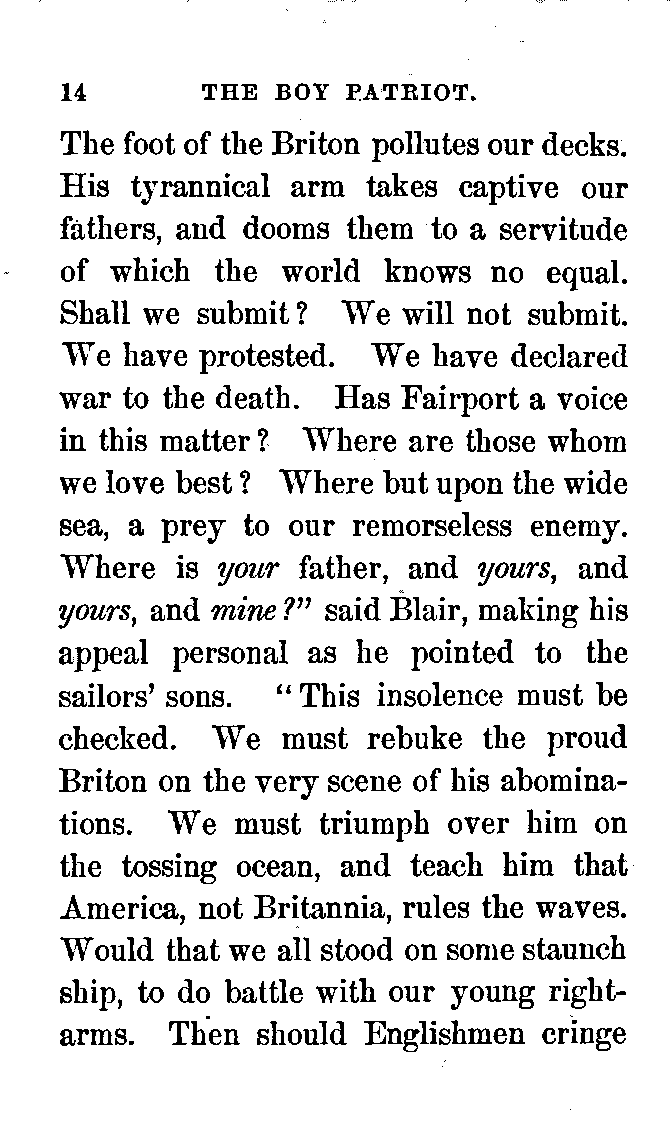 14 THE BOY PATRIOT.
The foot of the Briton pollutes our decks.
His tyrannical arm takes captive our
fathers, and dooms them to a servitude
of which the world knows no equal.
Shall we submit? We will not submit.
We have protested. We have declared
war to the death. Has Fairport a voice
in this matter? Where are those whom
we love best? Where but upon the wide
sea, a prey to our remorseless enemy.
Where is your father, and yours, and
yours, and mine?” said Blair, making his
appeal personal as he pointed to the
sailors’ sons. “This insolence must be
checked. We must rebuke the proud
Briton on the very scene of his abomina-
tions. We must triumph over him on
the tossing ocean, and teach him that
America, not Britannia, rules the waves.
Would that we all stood on some staunch
ship, to do battle with our young right-
arms. Then should Englishmen cringe